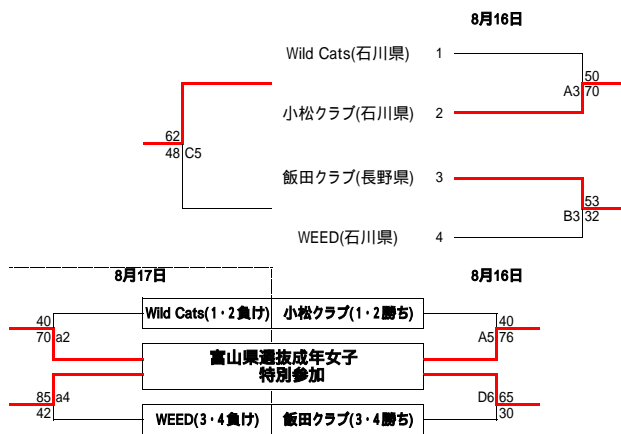 8月16日
Wild Cats(石川県) 1
50
A3 70
小松クラブ(石川県) 2
62
48 C5
飯田クラブ(長野県) 3
53
B3 32
WEED(石川県) 4
8月17日 8月16日
Wild Cats(1・2負け) 小松クラブ(1・2勝ち)
40 40
70 a2 A5 76
富山県選抜成年女子
特別参加
85 a4 D6 65
42 30
WEED(3・4負け) 飯田クラブ(3・4勝ち)